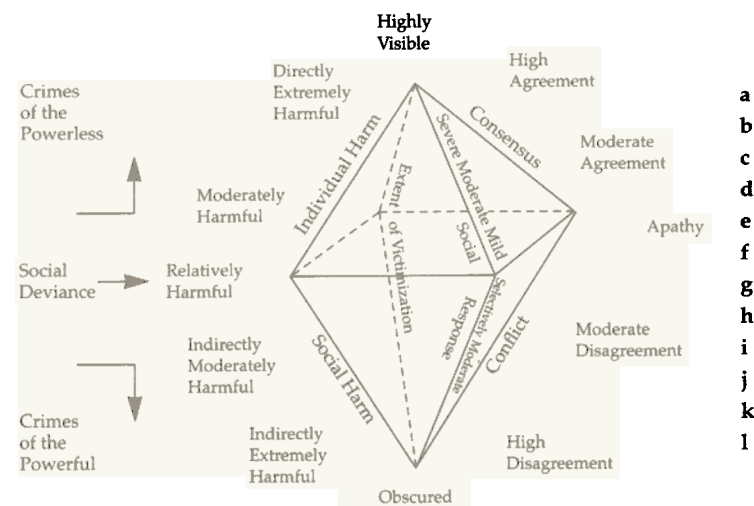 Highly
Visible
Crimes
of the
Powerless
Directly
Extremely
Harmful
High
Agreement
a
b
c
d
e
f
g
h
i
j
k
l
Individual Harm
Extent of Victimization
Severe Moderate Mild
Social Response
Consensus
Moderate
Agreement
Moderately
Harmful
Apathy
Social
Deviance
Relatively
Harmful
Selectively Moderate
Conflict
Moderate
Disagreement
Indirectly
Moderately
Harmful
Social Harm
Crimes
of the
Powerful
Indirectly
Extremely
Harmful
High
Disagreement
Obscured